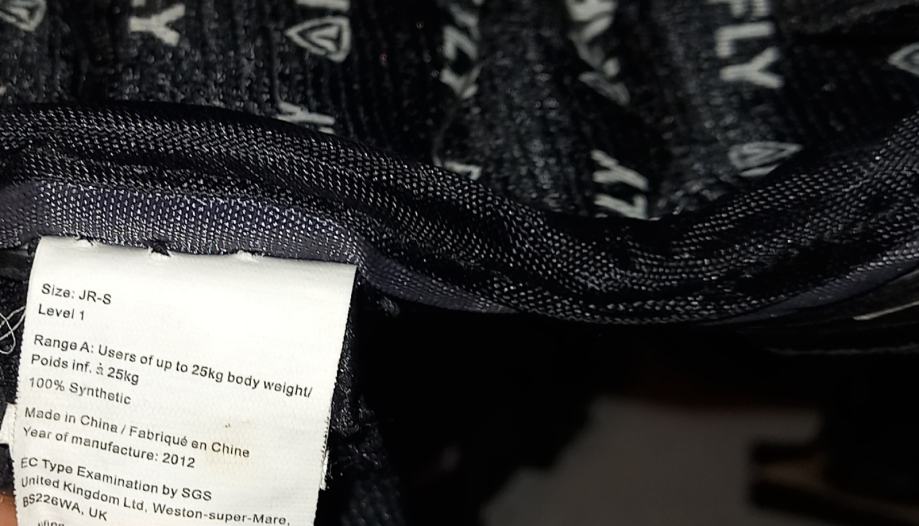 FLY
Size: JR-S
Level 1
Range A: Users of up to 25kg body weight/
Poids inf. à 25kg
100% Synthetic
Made in China / Fabriqué en Chine
Year of manufacture: 2012
EC Type Examination by SGS
United Kingdom Ltd, Weston-super-Mare,
BS226WA, UK